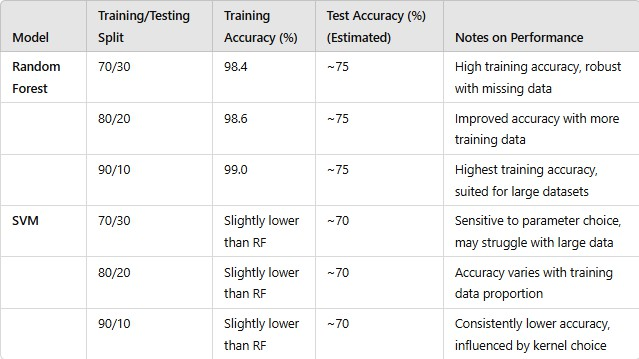 Model Training/Testing Split Training Accuracy (%) Test Accuracy (%) (Estimated) Notes on Performance
Random Forest 70/30 98.4 ~75 High training accuracy, robust with missing data
80/20 98.6 ~75 Improved accuracy with more training data
90/10 99.0 ~75 Highest training accuracy, suited for large datasets
SVM 70/30 Slightly lower than RF ~70 Sensitive to parameter choice, may struggle with large data
80/20 Slightly lower than RF ~70 Accuracy varies with training data proportion
90/10 Slightly lower than RF ~70 Consistently lower accuracy, influenced by kernel choice